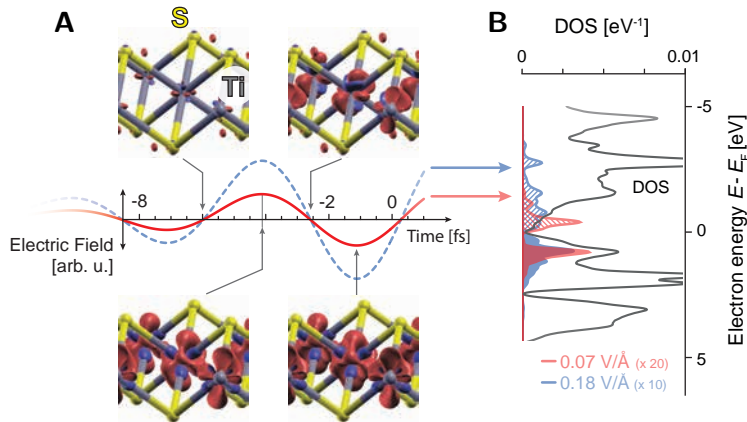 A
S
Ti
-8
-2
0
Time [fs]
Electric Field
[arb. u.]
B
DOS [eV⁻¹]
0
0.01
-5
0
5
DOS
Electron energy E - E_F [eV]
0.07 V/Å (x 20)
0.18 V/Å (x 10)